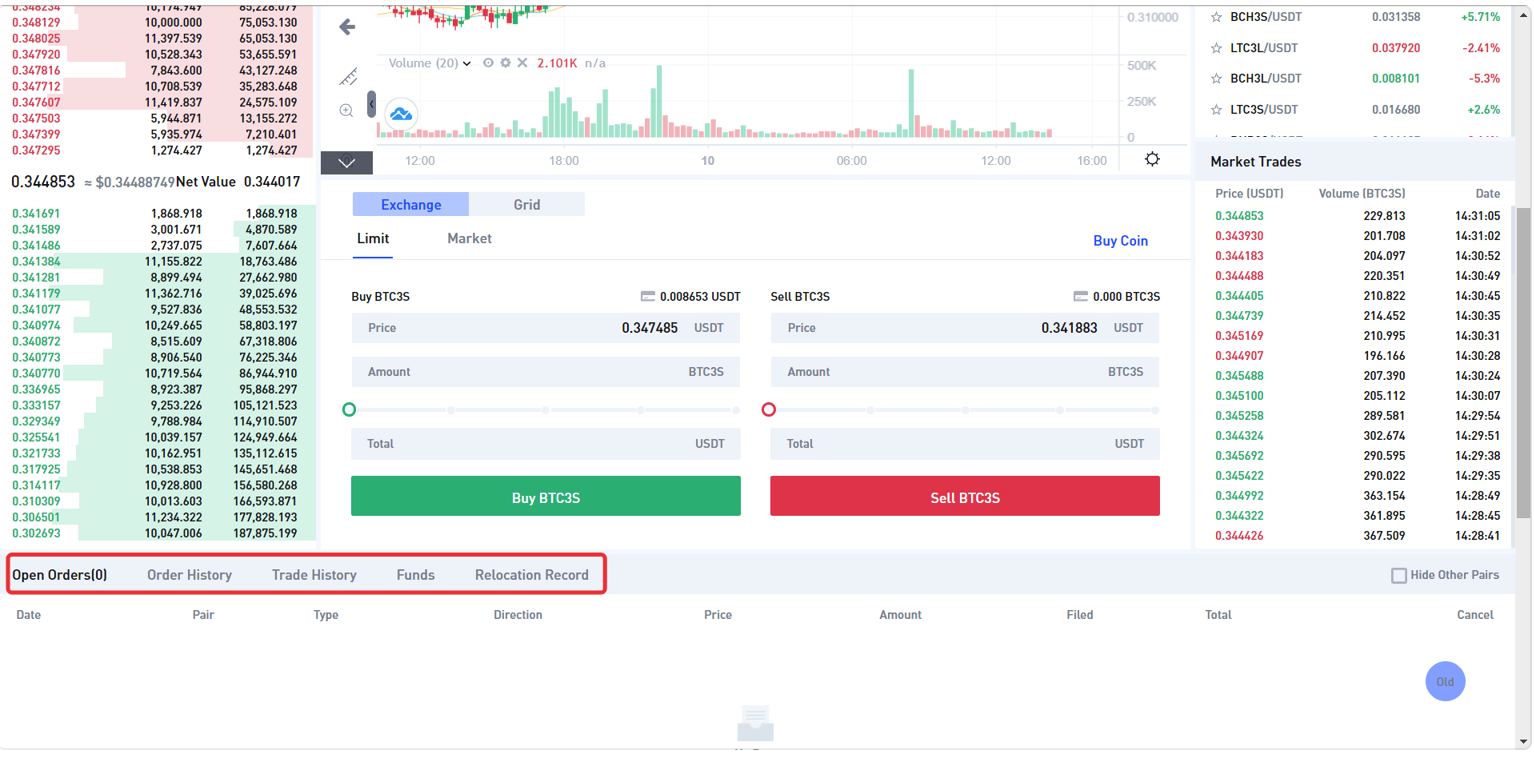 0.348234 10,174.949 85,228.079
0.348129 10,000.000 75,053.130
0.348025 11,397.539 65,053.130
0.347920 10,528.343 53,655.591
0.347816 7,843.600 43,127.248
0.347712 10,708.539 35,283.648
0.347607 11,419.837 24,575.109
0.347503 5,944.871 13,155.272
0.347399 5,935.974 7,210.401
0.347295 1,274.427 1,274.427
0.344853 ≈ $0.34488749 Net Value 0.344017
0.341691 1,868.918 1,868.918
0.341589 3,001.671 4,870.589
0.341486 2,737.075 7,607.664
0.341384 11,155.822 18,763.486
0.341281 8,899.494 27,662.980
0.341179 11,362.716 39,025.696
0.341077 9,527.836 48,553.532
0.340974 10,249.665 58,803.197
0.340872 8,515.609 67,318.806
0.340773 8,906.540 76,225.346
0.340770 10,719.564 86,944.910
0.336965 8,923.387 95,868.297
0.333157 9,253.226 105,121.523
0.329349 9,788.984 114,910.507
0.325541 10,039.157 124,949.664
0.321733 10,162.951 135,112.615
0.317925 10,538.853 145,651.468
0.314117 10,928.800 156,580.268
0.310309 10,013.603 166,593.871
0.306501 11,234.322 177,828.193
0.302693 10,047.006 187,875.199
0.310000
Volume (20) 2.101K n/a
500K
250K
0
12:00 18:00 10 06:00 12:00 16:00
Exchange Grid
Limit Market Buy Coin
Buy BTC3S 0.008653 USDT
Price 0.347485 USDT
Amount BTC3S
Total USDT
Buy BTC3S
Sell BTC3S 0.000 BTC3S
Price 0.341883 USDT
Amount BTC3S
Total USDT
Sell BTC3S
BCH3S/USDT 0.031358 +5.71%
LTC3L/USDT 0.037920 -2.41%
BCH3L/USDT 0.008101 -5.3%
LTC3S/USDT 0.016680 +2.6%
Market Trades
Price (USDT) Volume (BTC3S) Date
0.344853 229.813 14:31:05
0.343930 201.708 14:31:02
0.344183 204.097 14:30:52
0.344488 220.351 14:30:49
0.344405 210.822 14:30:45
0.344739 214.452 14:30:35
0.345169 210.995 14:30:31
0.344907 196.166 14:30:28
0.345488 207.390 14:30:24
0.345100 205.112 14:30:07
0.345258 289.581 14:29:54
0.344324 302.674 14:29:51
0.345692 290.595 14:29:38
0.345422 290.022 14:29:35
0.344992 363.154 14:28:49
0.344322 361.895 14:28:45
0.344426 367.509 14:28:41
Open Orders(0) Order History Trade History Funds Relocation Record Hide Other Pairs
Date Pair Type Direction Price Amount Filed Total Cancel
Old